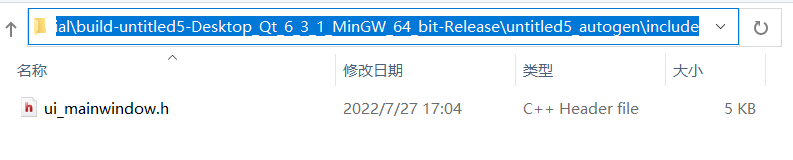 ial\build-untitled5-Desktop_Qt_6_3_1_MinGW_64_bit-Release\untitled5_autogen\include
名称 修改日期 类型 大小
ui_mainwindow.h 2022/7/27 17:04 C++ Header file 5 KB